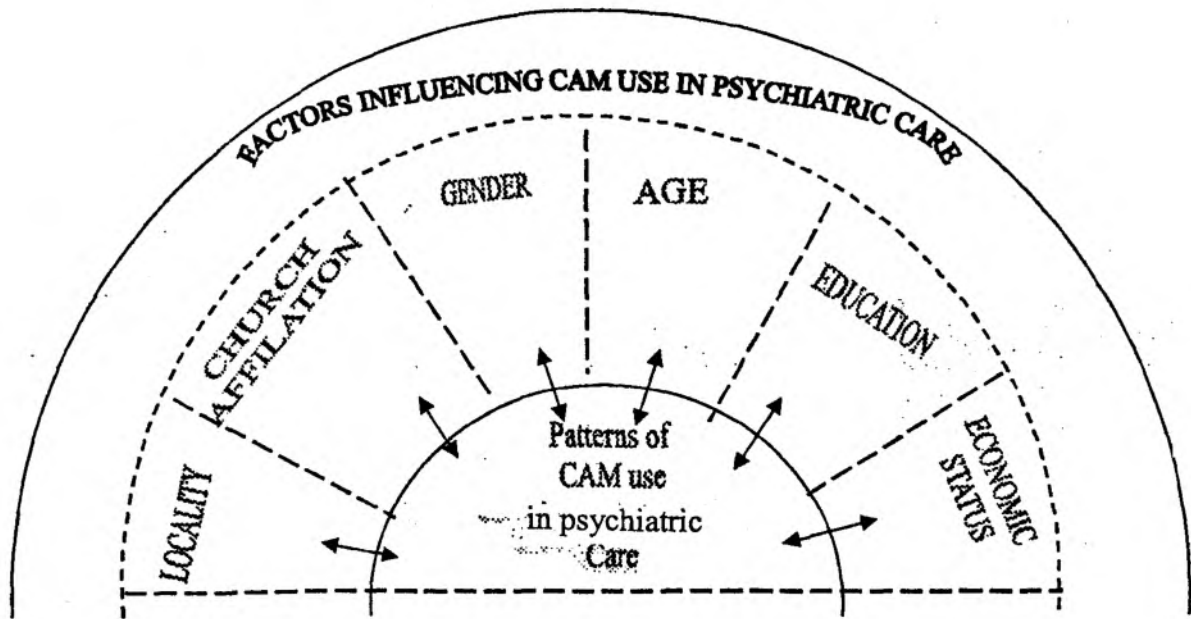 FACTORS INFLUENCING CAM USE IN PSYCHIATRIC CARE
LOCALITY
CHURCH
AFFILATION
GENDER
AGE
EDUCATION
ECONOMIC
STATUS
Patterns of
CAM use
in psychiatric
Care